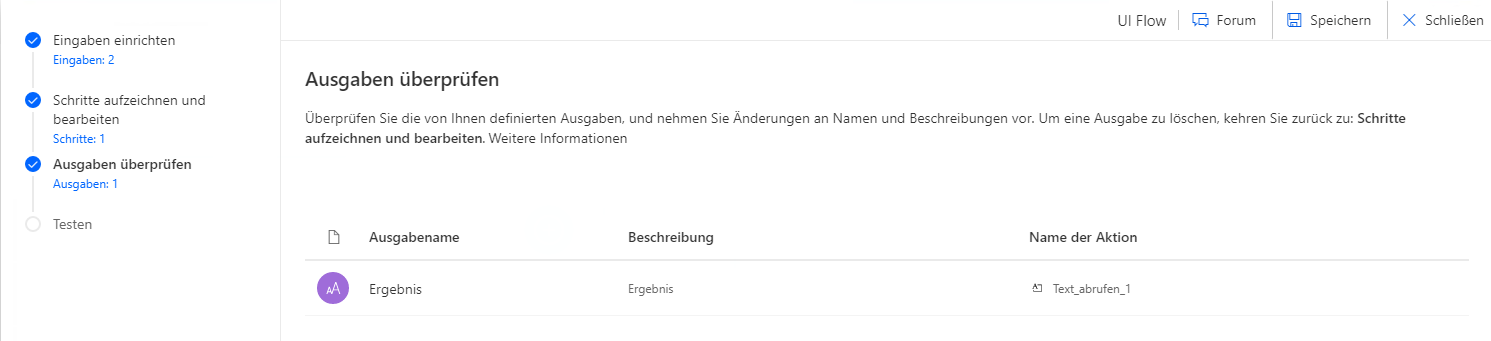 UI Flow
Forum
Speichern
Schließen
Eingaben einrichten
Eingaben: 2
Schritte aufzeichnen und
bearbeiten
Schritte: 1
Ausgaben überprüfen
Ausgaben: 1
Testen
Ausgaben überprüfen
Überprüfen Sie die von Ihnen definierten Ausgaben, und nehmen Sie Änderungen an Namen und Beschreibungen vor. Um eine Ausgabe zu löschen, kehren Sie zurück zu: Schritte
aufzeichnen und bearbeiten. Weitere Informationen
Ausgabename Beschreibung Name der Aktion
Ergebnis Ergebnis Text_abrufen_1